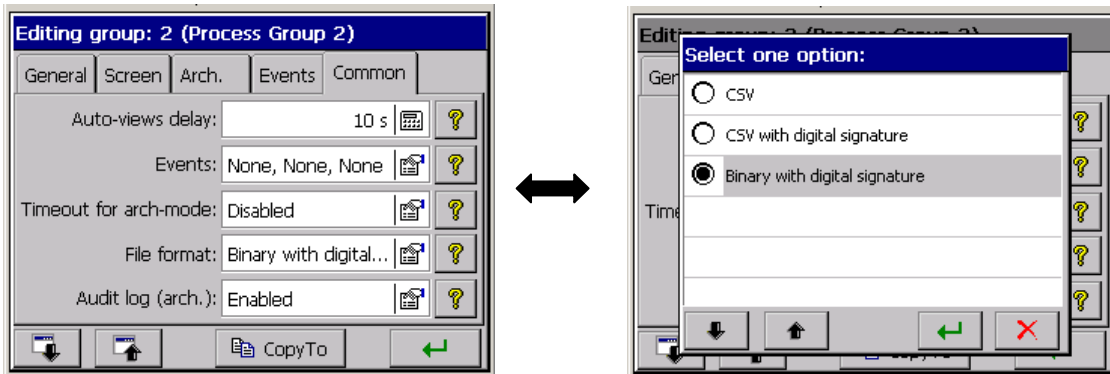 Editing group: 2 (Process Group 2)
General Screen Arch. Events Common
Auto-views delay: 10 s
Events: None, None, None
Timeout for arch-mode: Disabled
File format: Binary with digital...
Audit log (arch.): Enabled
CopyTo
Select one option:
Ger
CSV
CSV with digital signature
Binary with digital signature
Time